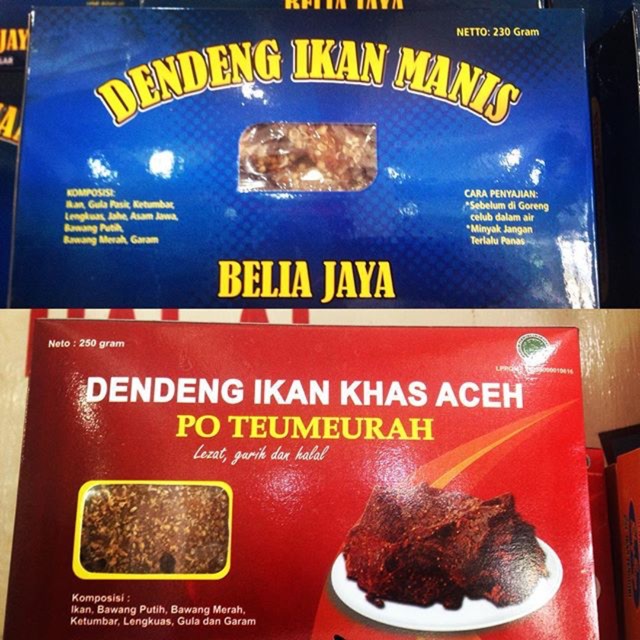 BELIA JAYA
NETTO: 230 Gram
DENDENG IKAN MANIS
KOMPOSISI:
Ikan, Gula Pasir, Ketumbar,
Lengkuas, Jahe, Asam Jawa,
Bawang Putih,
Bawang Merah, Garam
CARA PENYAJIAN:
*Sebelum di Goreng
celub dalam air
*Minyak Jangan
Terlalu Panas
BELIA JAYA
Neto : 250 gram
DENDENG IKAN KHAS ACEH
PO TEUMEURAH
Lezat, gurih dan halal
Komposisi :
Ikan, Bawang Putih, Bawang Merah,
Ketumbar, Lengkuas, Gula dan Garam